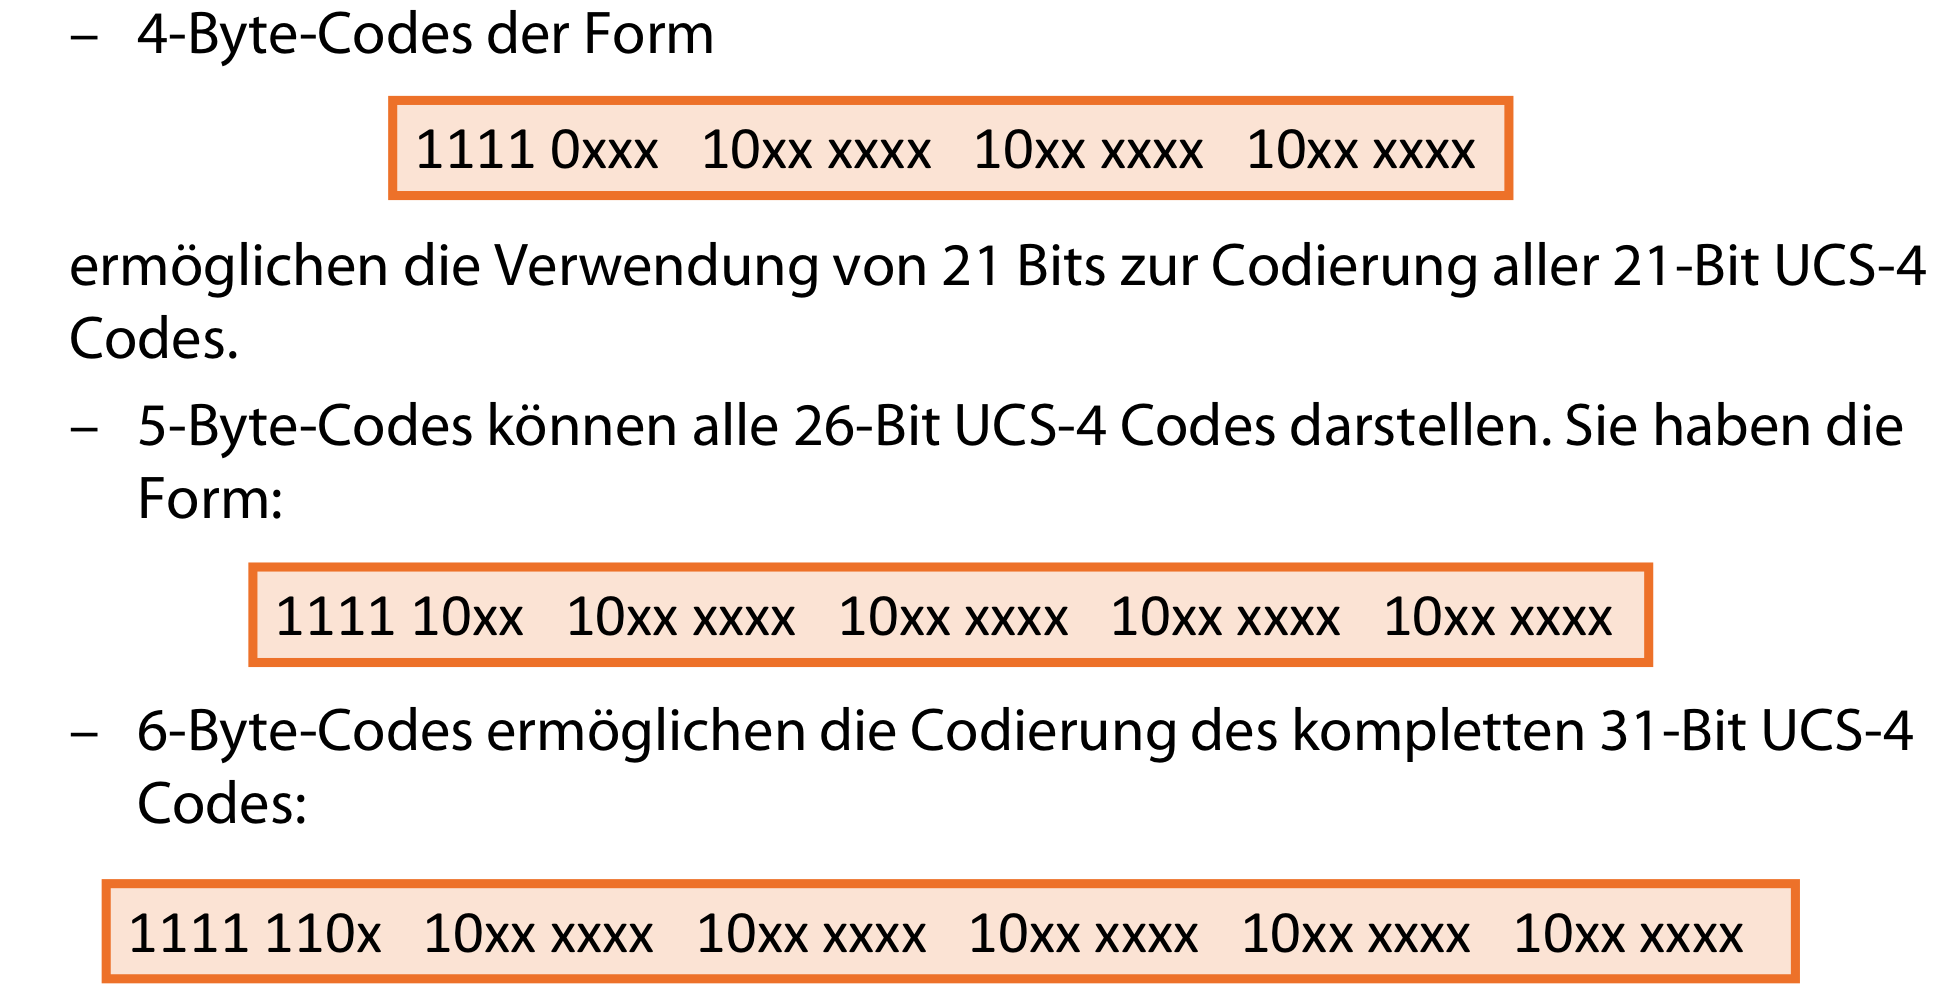 – 4-Byte-Codes der Form
1111 0xxx 10xx xxxx 10xx xxxx 10xx xxxx
ermöglichen die Verwendung von 21 Bits zur Codierung aller 21-Bit UCS-4
Codes.
– 5-Byte-Codes können alle 26-Bit UCS-4 Codes darstellen. Sie haben die
Form:
1111 10xx 10xx xxxx 10xx xxxx 10xx xxxx 10xx xxxx
– 6-Byte-Codes ermöglichen die Codierung des kompletten 31-Bit UCS-4
Codes:
1111 110x 10xx xxxx 10xx xxxx 10xx xxxx 10xx xxxx 10xx xxxx